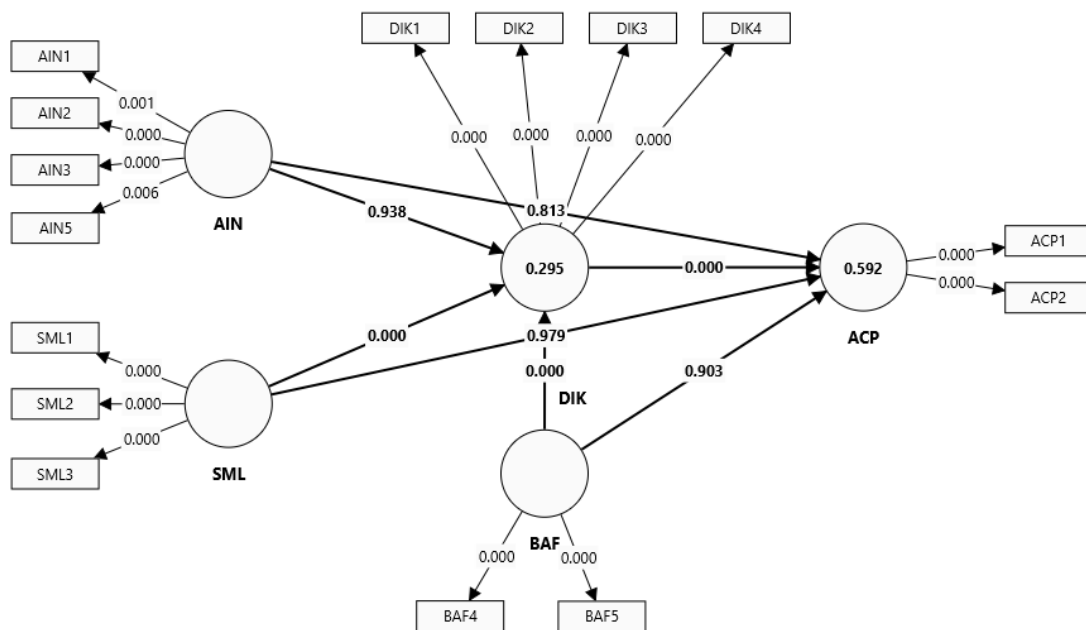 DIK1 DIK2 DIK3 DIK4
AIN1
AIN2
AIN3
AIN5
0.001
0.000
0.000
0.006
AIN
0.000 0.000 0.000 0.000
0.938
0.813
0.295
0.000
0.592
0.000
0.000
ACP1
ACP2
ACP
SML1
SML2
SML3
0.000
0.000
0.000
SML
0.000
0.979
0.000
0.903
DIK
BAF
0.000 0.000
BAF4 BAF5